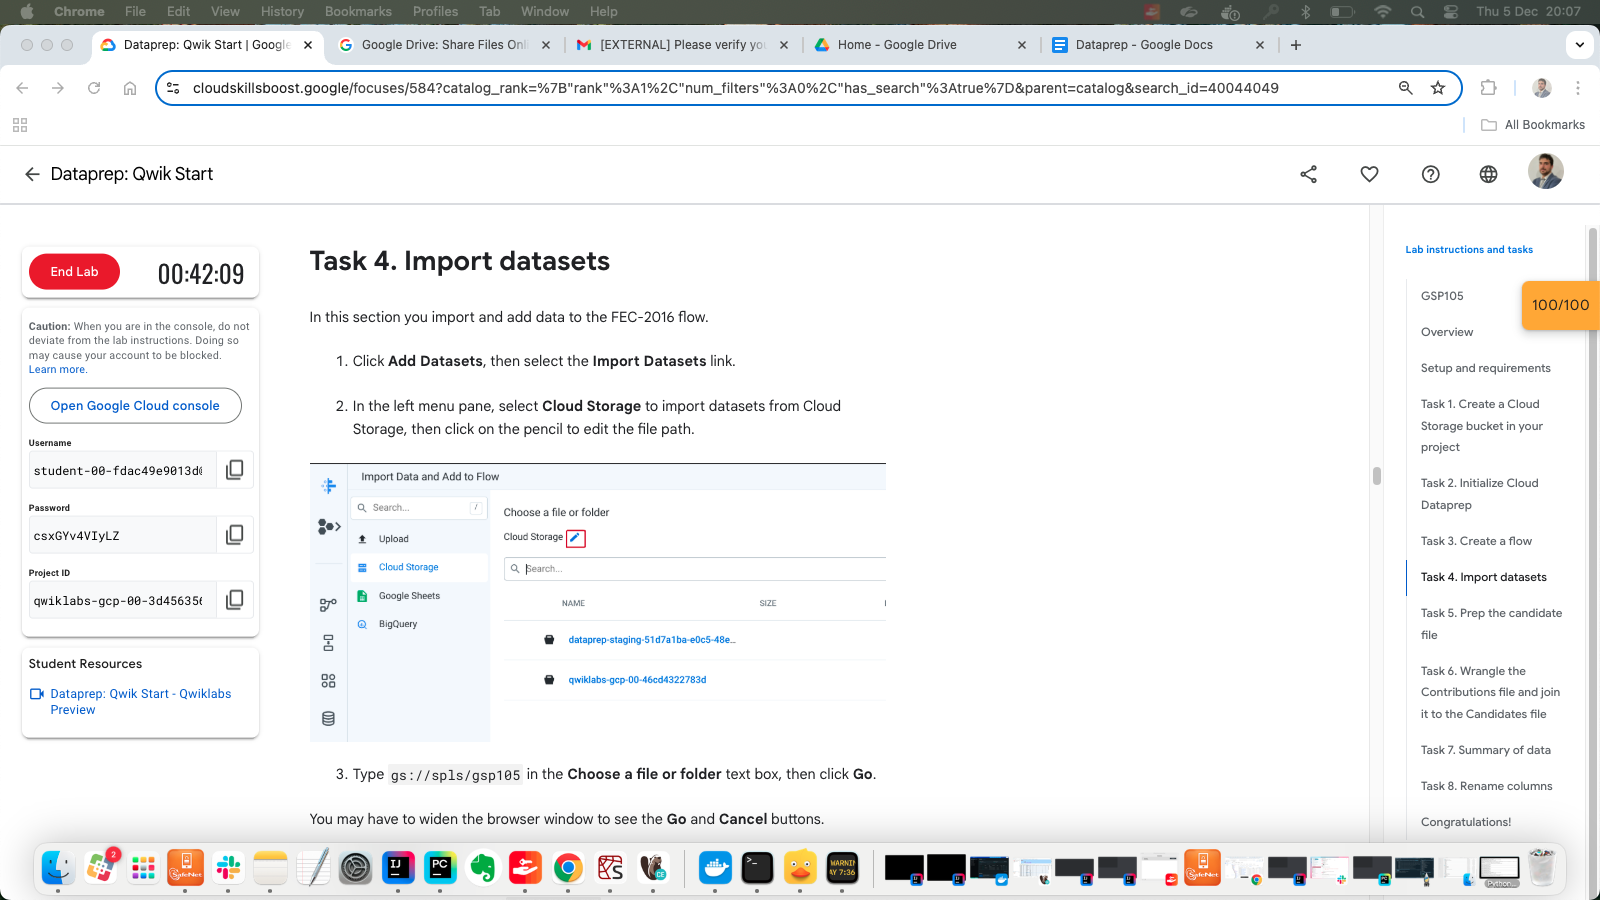 Chrome File Edit View History Bookmarks Profiles Tab Window Help Thu 5 Dec 20:07
Dataprep: Qwik Start | Google Google Drive: Share Files Onl [EXTERNAL] Please verify yo Home - Google Drive Dataprep - Google Docs
cloudskillsboost.google/focuses/584?catalog_rank=%7B"rank"%3A1%2C"num_filters"%3A0%2C"has_search"%3Atrue%7D&parent=catalog&search_id=40044049
All Bookmarks
Dataprep: Qwik Start
End Lab 00:42:09
Caution: When you are in the console, do not
deviate from the lab instructions. Doing so
may cause your account to be blocked.
Learn more.
Open Google Cloud console
Username
student-00-fdac49e9013d
Password
csxGYv4VIyLZ
Project ID
qwiklabs-gcp-00-3d45635
Student Resources
Dataprep: Qwik Start - Qwiklabs
Preview
Task 4. Import datasets
In this section you import and add data to the FEC-2016 flow.
1. Click Add Datasets, then select the Import Datasets link.
2. In the left menu pane, select Cloud Storage to import datasets from Cloud
Storage, then click on the pencil to edit the file path.
Import Data and Add to Flow
Search... /
Upload
Cloud Storage
Google Sheets
BigQuery
Choose a file or folder
Cloud Storage
Search...
NAME SIZE
dataprep-staging-51d7a1ba-e0c5-48e...
qwiklabs-gcp-00-46cd4322783d
3. Type gs://spls/gsp105 in the Choose a file or folder text box, then click Go.
You may have to widen the browser window to see the Go and Cancel buttons.
Lab instructions and tasks
GSP105
100/100
Overview
Setup and requirements
Task 1. Create a Cloud
Storage bucket in your
project
Task 2. Initialize Cloud
Dataprep
Task 3. Create a flow
Task 4. Import datasets
Task 5. Prep the candidate
file
Task 6. Wrangle the
Contributions file and join
it to the Candidates file
Task 7. Summary of data
Task 8. Rename columns
Congratulations!
2
SafeNet
IJ
PC
CE
WARNIN
AY 7:36
SafeNet
Python